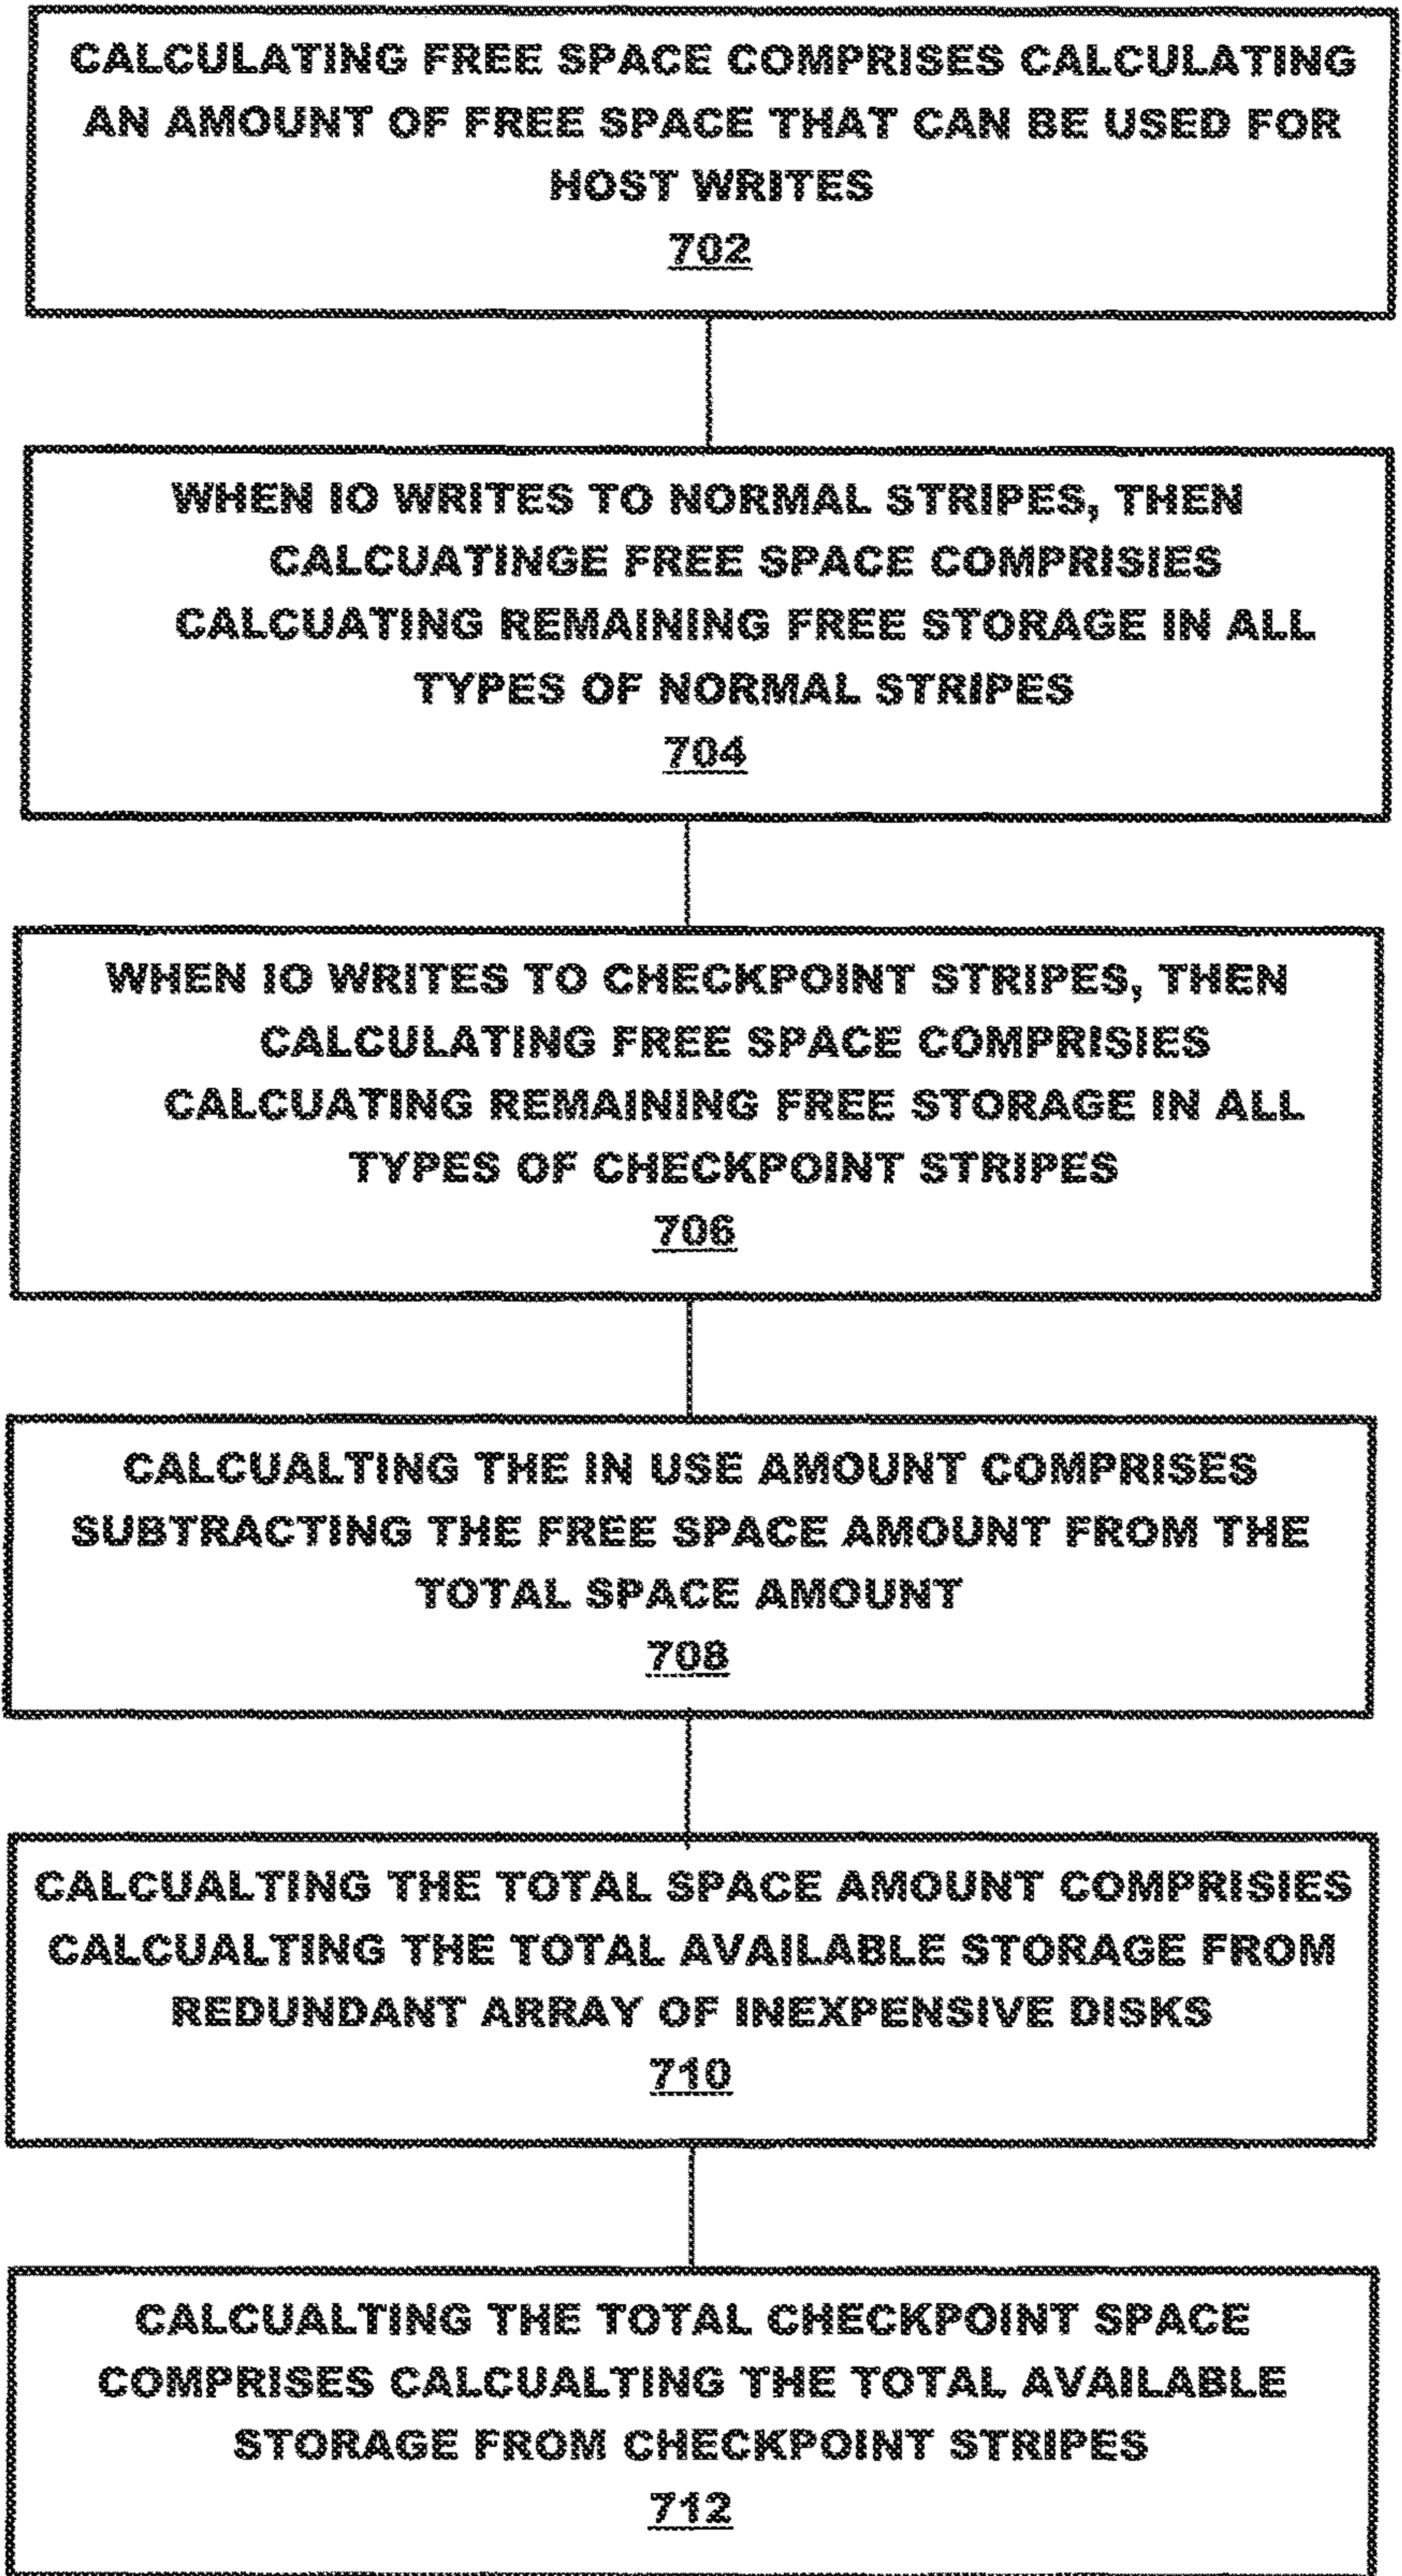 CALCULATING FREE SPACE COMPRISES CALCULATING
AN AMOUNT OF FREE SPACE THAT CAN BE USED FOR
HOST WRITES
702
WHEN IO WRITES TO NORMAL STRIPES, THEN
CALCUATINGE FREE SPACE COMPRISIES
CALCUATING REMAINING FREE STORAGE IN ALL
TYPES OF NORMAL STRIPES
704
WHEN IO WRITES TO CHECKPOINT STRIPES, THEN
CALCULATING FREE SPACE COMPRISIES
CALCUATING REMAINING FREE STORAGE IN ALL
TYPES OF CHECKPOINT STRIPES
706
CALCUALTING THE IN USE AMOUNT COMPRISES
SUBTRACTING THE FREE SPACE AMOUNT FROM THE
TOTAL SPACE AMOUNT
708
CALCUALTING THE TOTAL SPACE AMOUNT COMPRISIES
CALCUALTING THE TOTAL AVAILABLE STORAGE FROM
REDUNDANT ARRAY OF INEXPENSIVE DISKS
710
CALCUALTING THE TOTAL CHECKPOINT SPACE
COMPRISES CALCUALTING THE TOTAL AVAILABLE
STORAGE FROM CHECKPOINT STRIPES
712